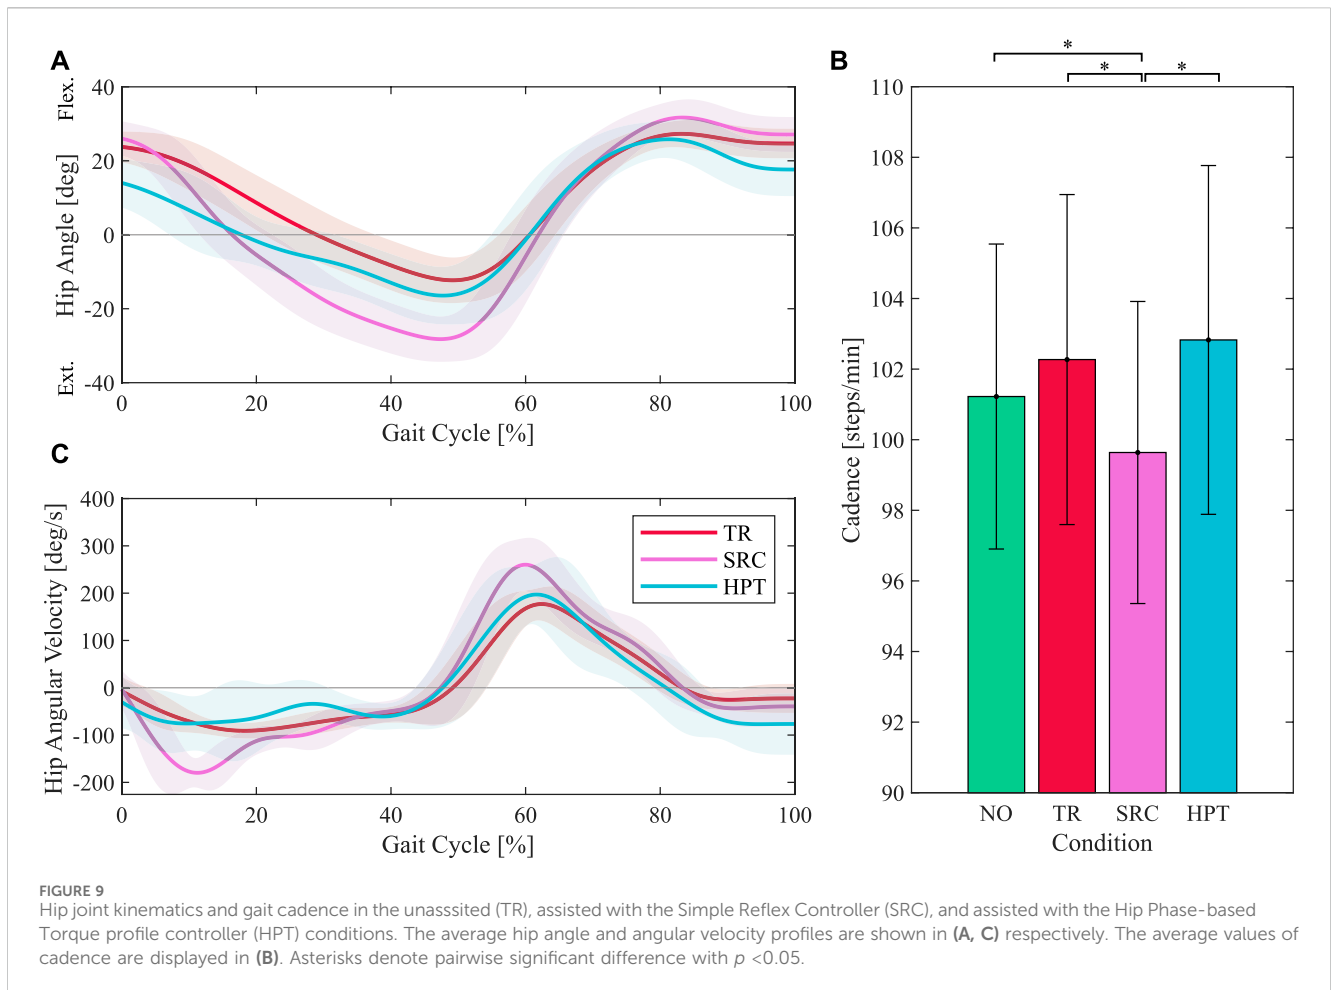 A
Flex.
Hip Angle [deg]
Ext.
40
20
0
-20
-40
0 20 40 60 80 100
Gait Cycle [%]
B
* * *
Cadence [steps/min]
110
108
106
104
102
100
98
96
94
92
90
NO TR SRC HPT
Condition
C
Hip Angular Velocity [deg/s]
400
300
200
100
0
-100
-200
TR
SRC
HPT
0 20 40 60 80 100
Gait Cycle [%]
FIGURE 9
Hip joint kinematics and gait cadence in the unasssited (TR), assisted with the Simple Reflex Controller (SRC), and assisted with the Hip Phase-based
Torque profile controller (HPT) conditions. The average hip angle and angular velocity profiles are shown in (A, C) respectively. The average values of
cadence are displayed in (B). Asterisks denote pairwise significant difference with p <0.05.